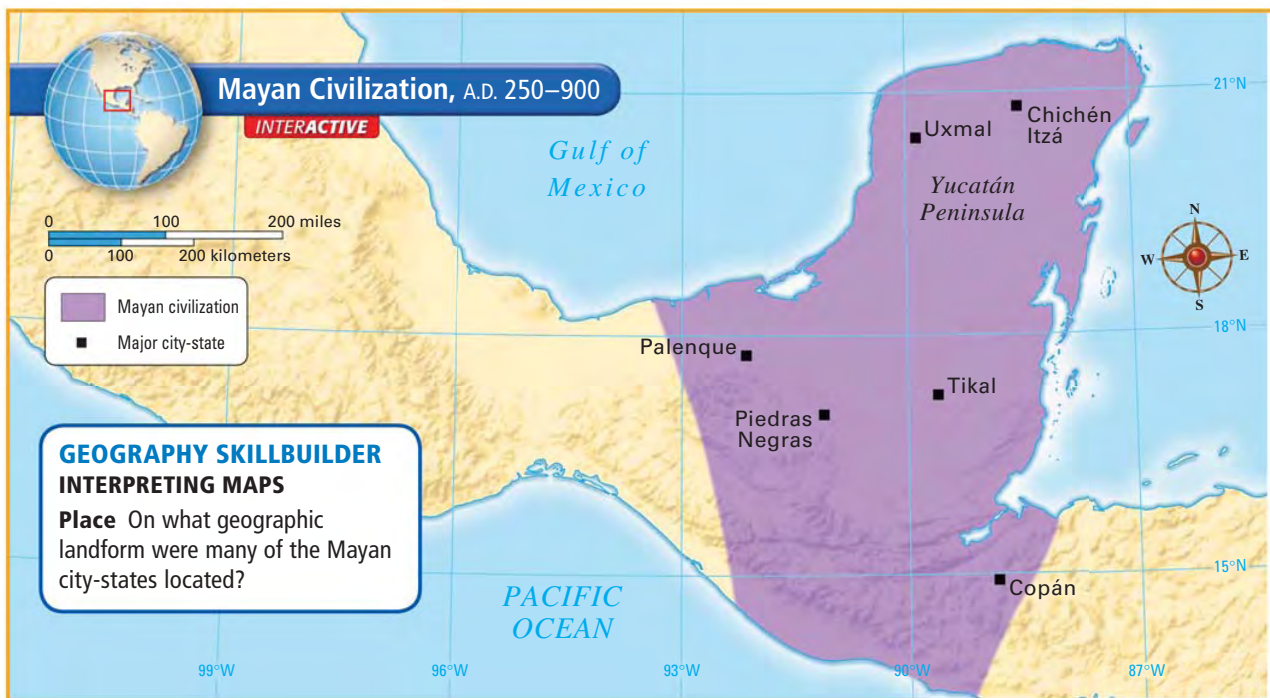 Mayan Civilization, A.D. 250–900
INTERACTIVE
0 100 200 miles
0 100 200 kilometers
Mayan civilization
Major city-state
GEOGRAPHY SKILLBUILDER
INTERPRETING MAPS
Place On what geographic
landform were many of the Mayan
city-states located?
Gulf of
Mexico
PACIFIC
OCEAN
Uxmal
Chichén
Itzá
Yucatán
Peninsula
Palenque
Piedras
Negras
Tikal
Copán
N
W
E
S
21°N
18°N
15°N
99°W
96°W
93°W
90°W
87°W